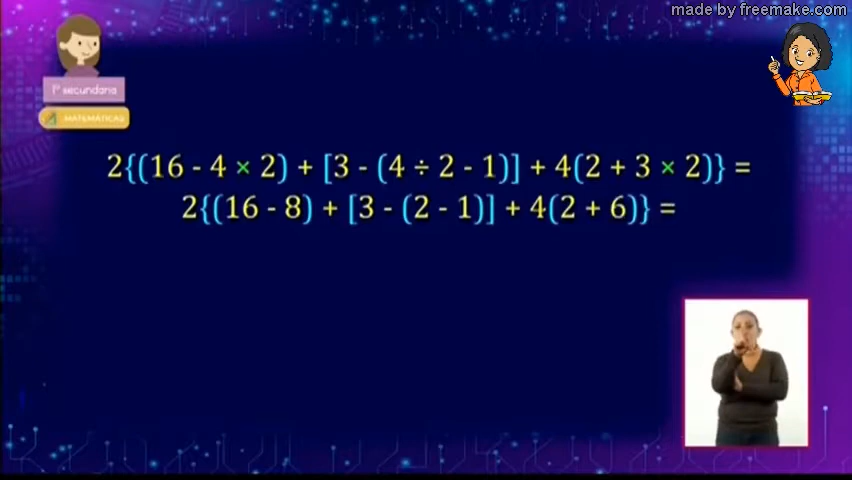 made by freemake.com
1° secundaria
MATEMÁTICAS
2{(16 - 4 × 2) + [3 - (4 ÷ 2 - 1)] + 4(2 + 3 × 2)} =
2{(16 - 8) + [3 - (2 - 1)] + 4(2 + 6)} =